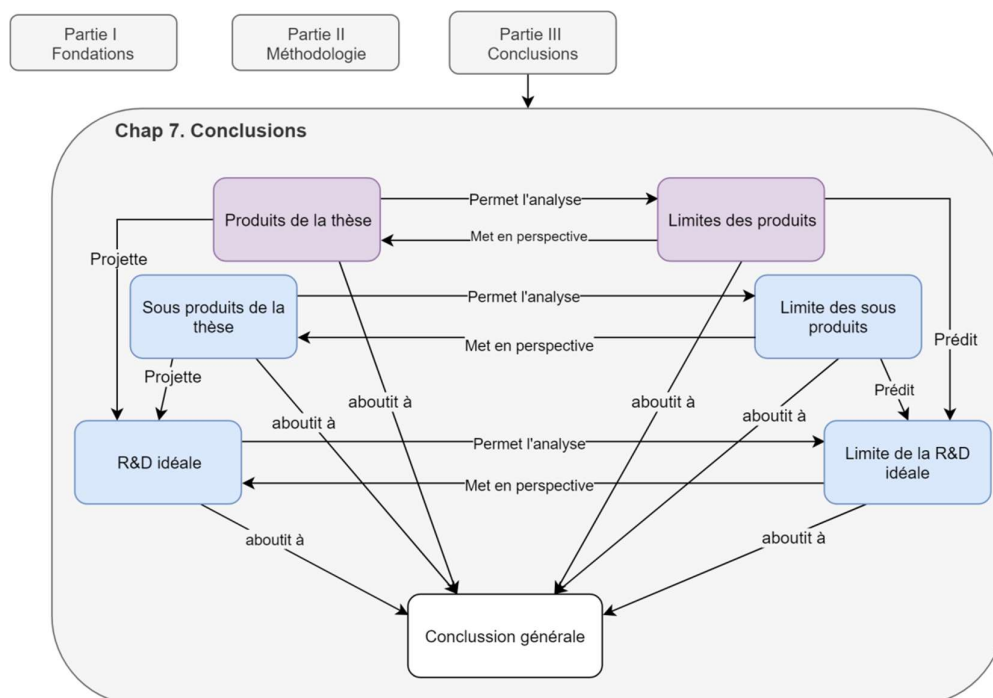 Partie I
Fondations
Partie II
Méthodologie
Partie III
Conclusions
Chap 7. Conclusions
Produits de la thèse
Permet l'analyse
Limites des produits
Met en perspective
Projette
Sous produits de la
thèse
Permet l'analyse
Limite des sous
produits
Met en perspective
Prédit
Projette
Prédit
aboutit à
aboutit à
aboutit à
aboutit à
R&D idéale
Permet l'analyse
Limite de la R&D
idéale
Met en perspective
aboutit à
aboutit à
Conclussion générale